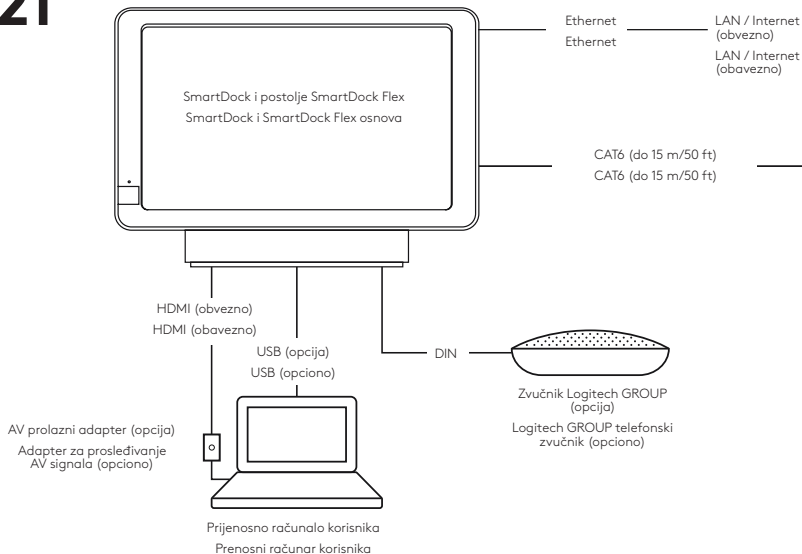 21
Ethernet
Ethernet
LAN / Internet
(obvezno)
LAN / Internet
(obavezno)
SmartDock i postolje SmartDock Flex
SmartDock i SmartDock Flex osnova
CAT6 (do 15 m/50 ft)
CAT6 (do 15 m/50 ft)
HDMI (obvezno)
HDMI (obavezno)
USB (opcija)
USB (opciono)
DIN
Zvučnik Logitech GROUP
(opcija)
Logitech GROUP telefonski
zvučnik (opciono)
AV prolazni adapter (opcija)
Adapter za prosleđivanje
AV signala (opciono)
Prijenosno računalo korisnika
Prenosni računar korisnika